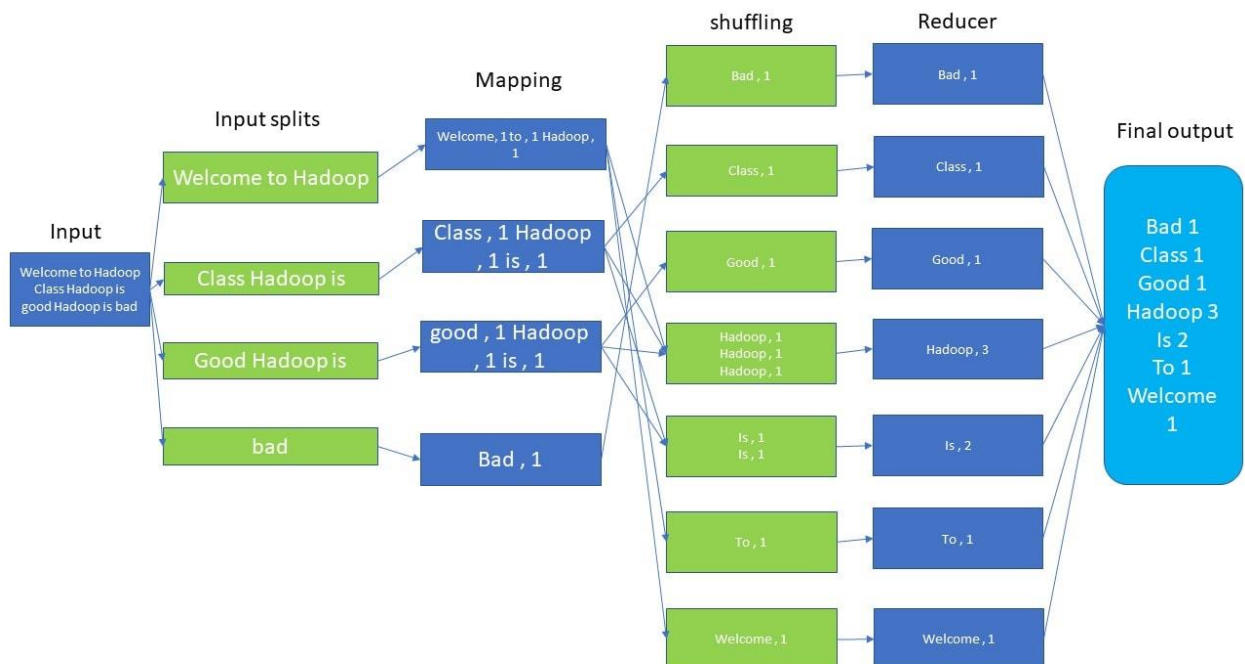 Input
Welcome to Hadoop
Class Hadoop is
good Hadoop is bad
Input splits
Welcome to Hadoop
Class Hadoop is
Good Hadoop is
bad
Mapping
Welcome, 1 to , 1 Hadoop ,
1
Class , 1 Hadoop
, 1 is , 1
good , 1 Hadoop
, 1 is , 1
Bad , 1
shuffling
Bad , 1
Class , 1
Good , 1
Hadoop , 1
Hadoop , 1
Hadoop , 1
Is , 1
Is , 1
To , 1
Welcome , 1
Reducer
Bad , 1
Class , 1
Good , 1
Hadoop , 3
Is , 2
To , 1
Welcome , 1
Final output
Bad 1
Class 1
Good 1
Hadoop 3
Is 2
To 1
Welcome
1